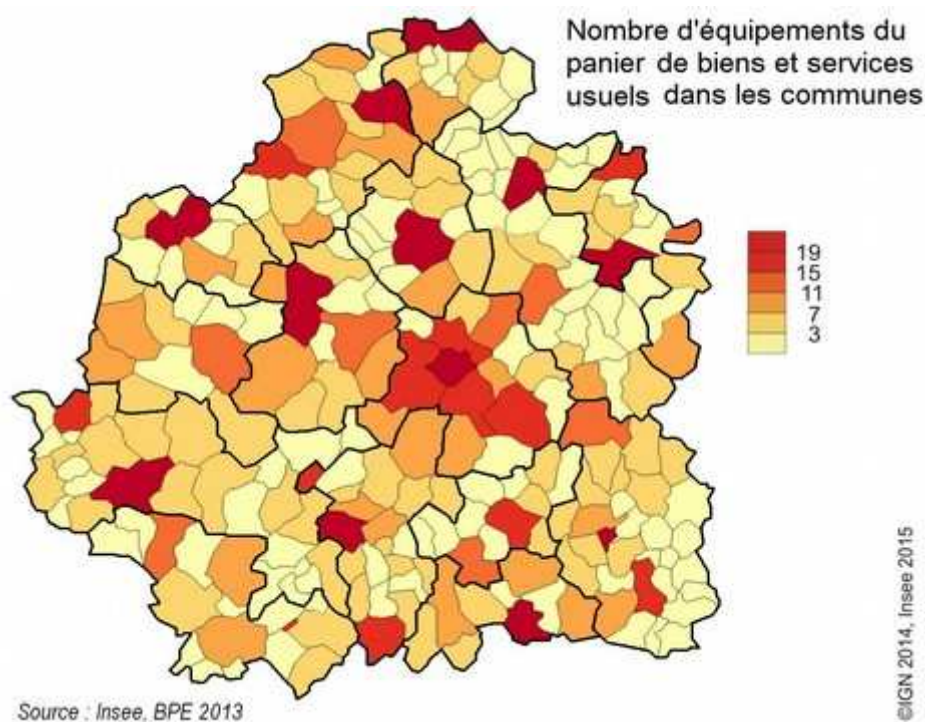 Nombre d'équipements du
panier de biens et services
usuels dans les communes
19
15
11
7
3
©IGN 2014, Insee 2015
Source : Insee, BPE 2013